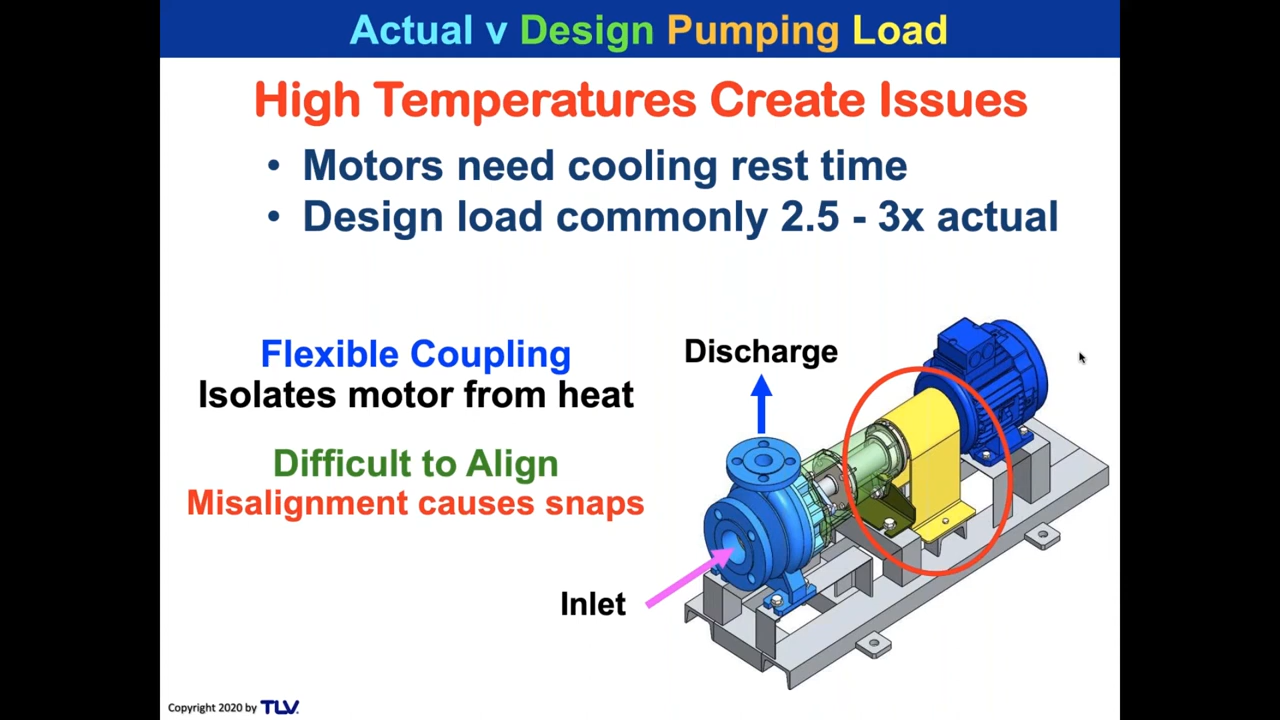 Actual v Design Pumping Load
High Temperatures Create Issues
• Motors need cooling rest time
• Design load commonly 2.5 - 3x actual
Flexible Coupling
Isolates motor from heat
Difficult to Align
Misalignment causes snaps
Discharge
Inlet
Copyright 2020 by TLV.